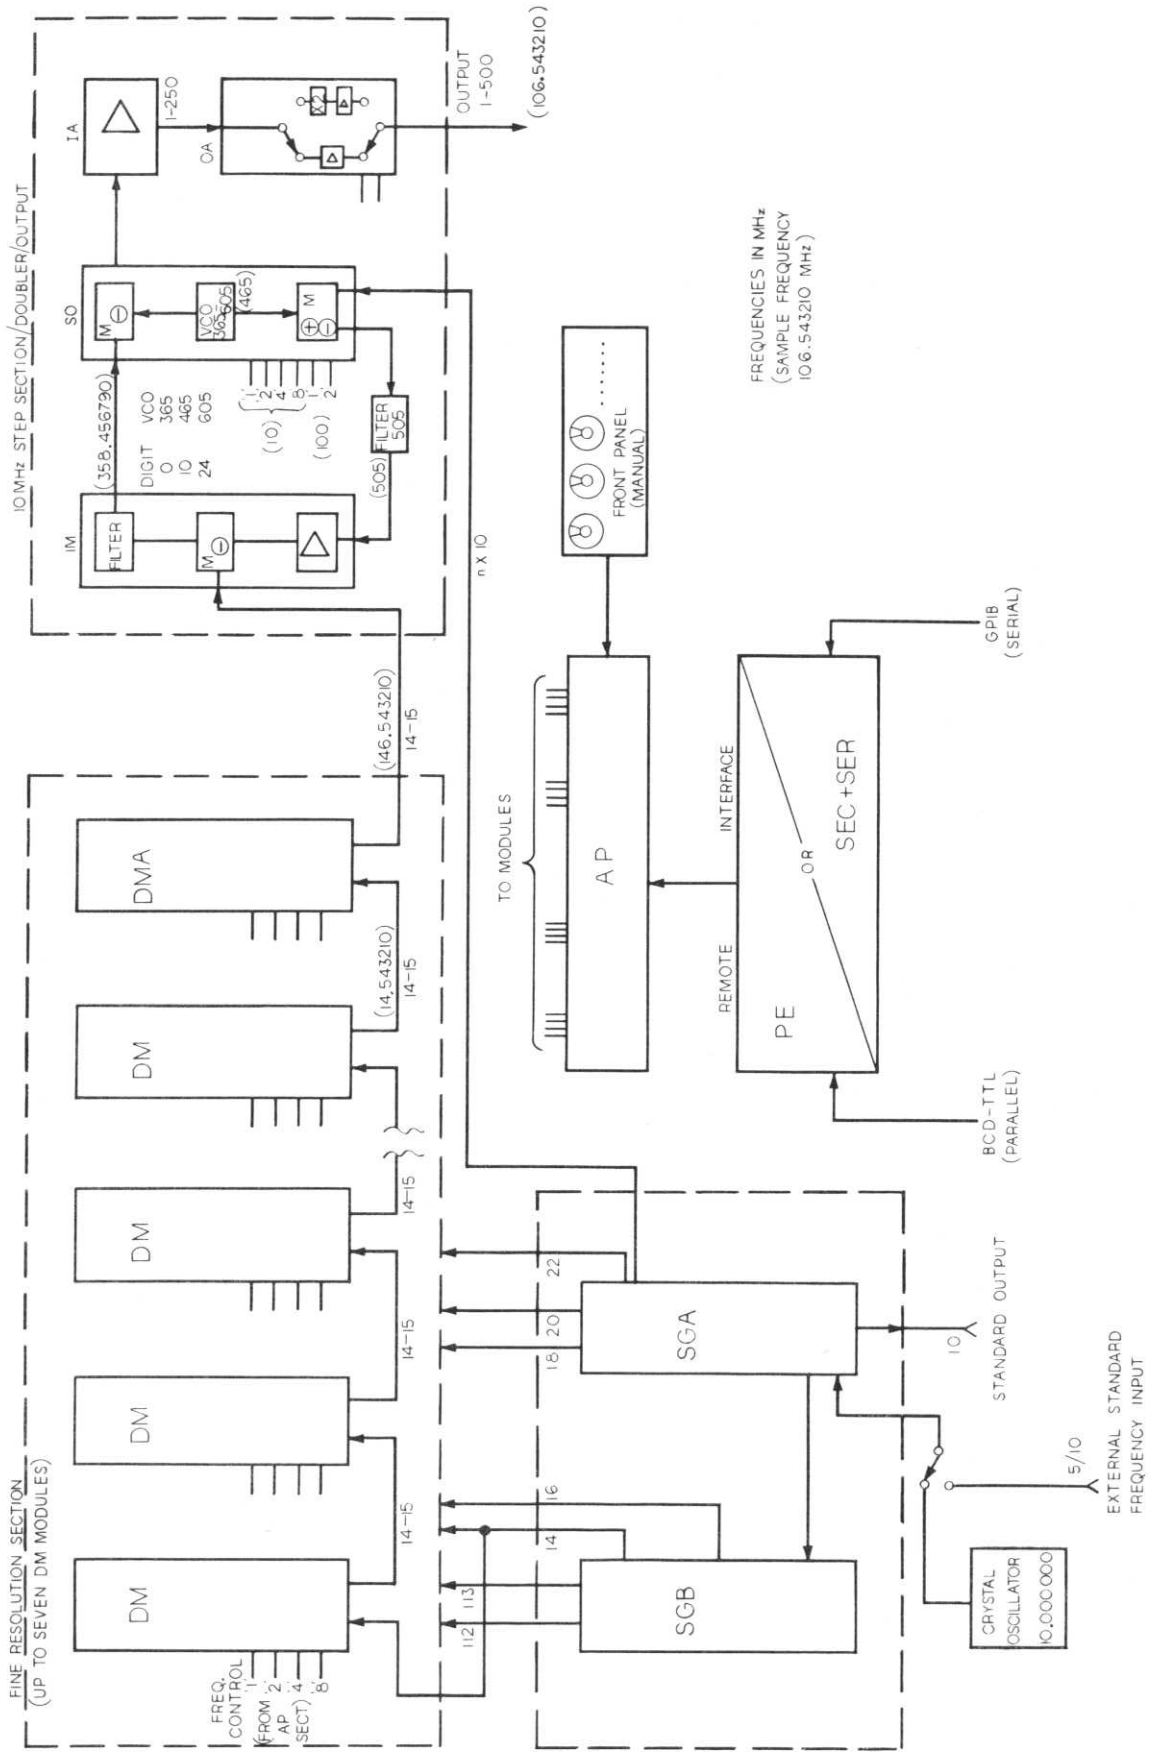 FINE RESOLUTION SECTION
(UP TO SEVEN DM MODULES)
DM
DM
DM
DM
DMA
FREQ.
CONTROL
(FROM
AP
SECT)
'1'
'2'
'4'
'8'
14-15
14-15
14-15
(14.543210)
14-15
(146.543210)
14-15
112
113
14
16
18
20
22
n X 10
SGB
SGA
CRYSTAL
OSCILLATOR
10.000000
5/10
EXTERNAL STANDARD
FREQUENCY INPUT
10
STANDARD OUTPUT
10MHz STEP SECTION/DOUBLER/OUTPUT
IM
FILTER
M
(358.456790)
DIGIT VCO
0 365
10 465
24 605
(505)
FILTER
505
SO
M
VCO
365-
605
(465)
M
(10)
(100)
'1'
'2'
'4'
'8'
'1'
'2'
IA
1-250
OA
X2
OUTPUT
1-500
(106.543210)
TO MODULES
AP
FRONT PANEL
(MANUAL)
REMOTE INTERFACE
PE
OR
SEC+SER
BCD-TTL
(PARALLEL)
GPIB
(SERIAL)
FREQUENCIES IN MHz
(SAMPLE FREQUENCY
106.543210 MHz)